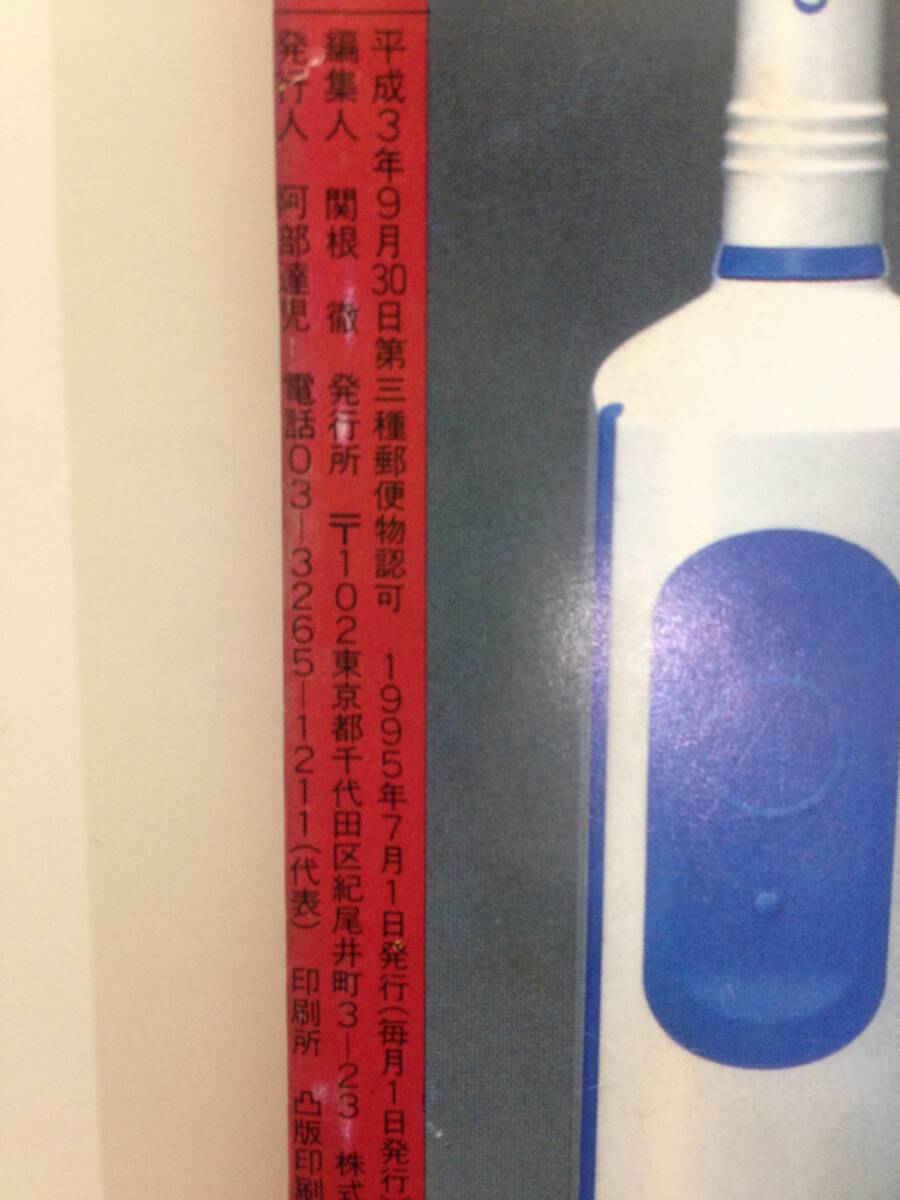 平成3年9月30日第三種郵便物認可 1995年7月1日発行(毎月1日発行
編集人 関根 徹 発行所 〒102東京都千代田区紀尾井町3-23 株式
発行人 阿部達児 電話03-3265-1211(代表) 印刷所 凸版印刷